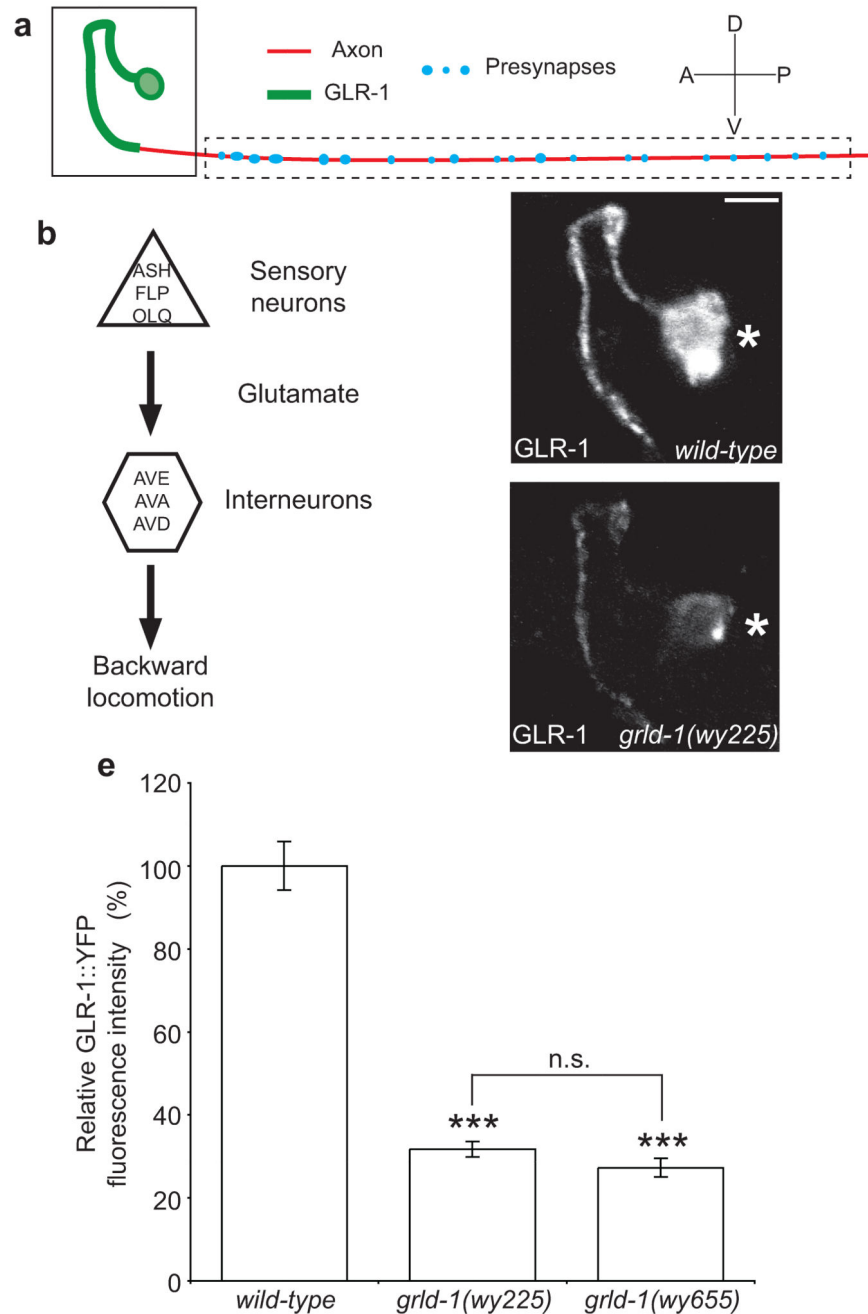 a
Axon
GLR-1
Presynapses
D
A
P
V
b
ASH
FLP
OLQ
Sensory
neurons
Glutamate
AVE
AVA
AVD
Interneurons
Backward
locomotion
*
GLR-1 wild-type
*
GLR-1 grld-1(wy225)
e
Relative GLR-1::YFP
fluorescence intensity (%)
120
100
80
60
40
20
0
n.s.
***
***
wild-type
grld-1(wy225)
grld-1(wy655)